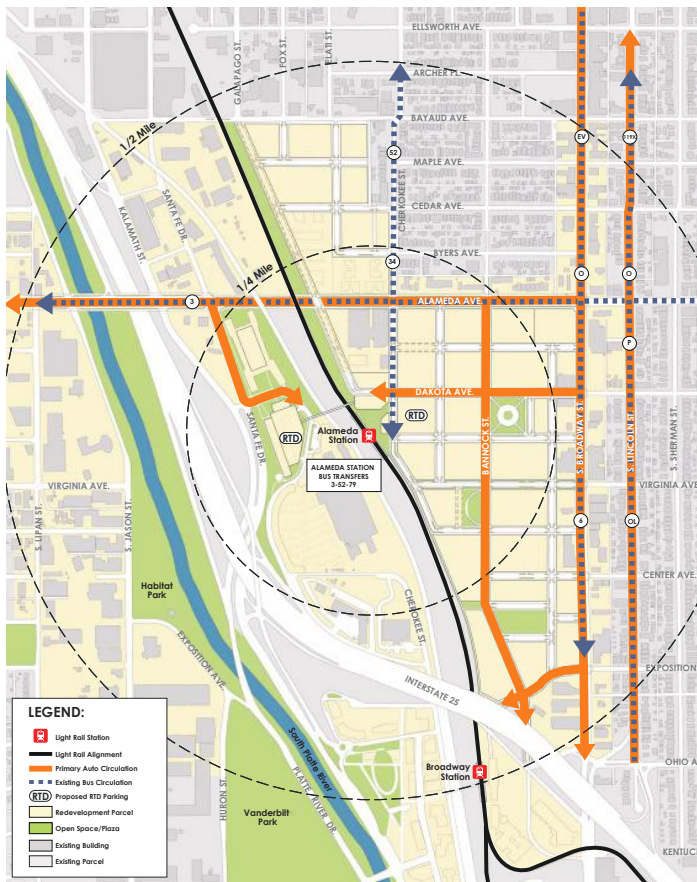 ELLSWORTH AVE.
GALAPAGO ST.
FOX ST.
ELATI ST.
ARCHER PL.
BAYAUD AVE.
1/2 Mile
EV
119X
52
MAPLE AVE.
SANTA FE DR.
CHEROKEE ST.
KALAMATH ST.
CEDAR AVE.
BYERS AVE.
34
1/4 Mile
O
O
3
ALAMEDA AVE.
P
DAKOTA AVE.
RTD
RTD
Alameda
Station
SANTA FE DR.
BANNOCK ST.
S. BROADWAY ST.
S. LINCOLN ST.
S. SHERMAN ST.
ALAMEDA STATION
BUS TRANSFERS
3-52-79
VIRGINIA AVE.
VIRGINIA AVE.
S. LIPAN ST.
S. JASON ST.
6
OL
CENTER AVE.
Habitat
Park
CHEROKEE ST.
EXPOSITION AVE.
EXPOSITION
INTERSTATE 25
LEGEND:
Light Rail Station
Light Rail Alignment
Primary Auto Circulation
Existing Bus Circulation
RTD Proposed RTD Parking
Redevelopment Parcel
Open Space/Plaza
Existing Building
Existing Parcel
South Platte River
PLATTE RIVER DR
HURON ST.
Vanderbilt
Park
Broadway
Station
OHIO A
KENTUC